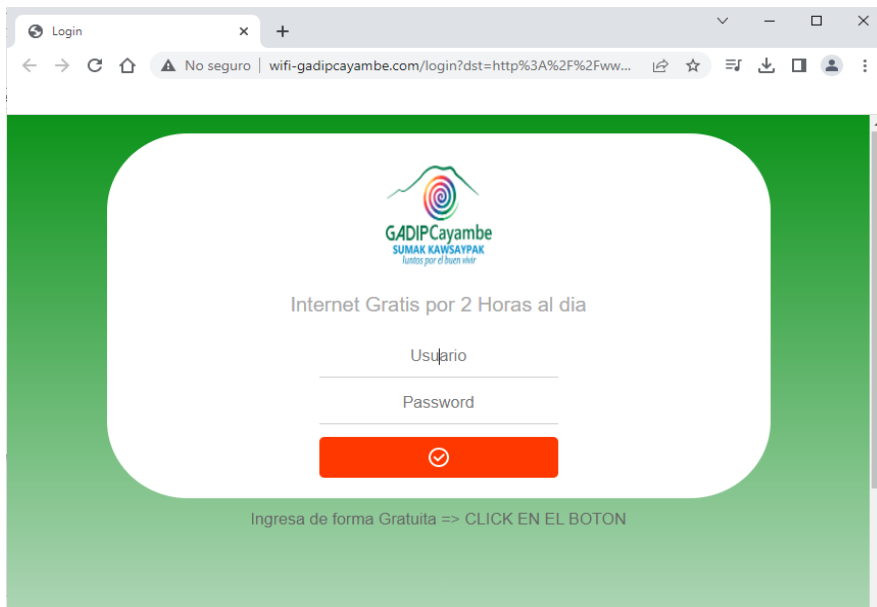 Login
No seguro | wifi-gadipcayambe.com/login?dst=http%3A%2F%2Fww...
GADIPCayambe
SUMAK KAWSAYPAK
Juntos por el buen vivir
Internet Gratis por 2 Horas al dia
Usuario
Password
Ingresa de forma Gratuita => CLICK EN EL BOTON